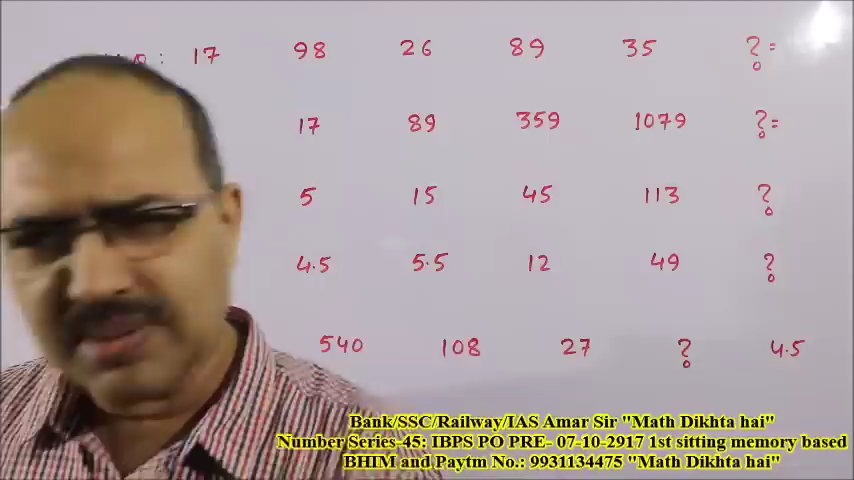 17 98 26 89 35 ?=
17 89 359 1079 ?=
5 15 45 113 ?
4.5 5.5 12 49 ?
540 108 27 ? 4.5
Bank/SSC/Railway/IAS Amar Sir "Math Dikhta hai"
Number Series-45: IBPS PO PRE- 07-10-2917 1st sitting memory based
BHIM and Paytm No.: 9931134475 "Math Dikhta hai"